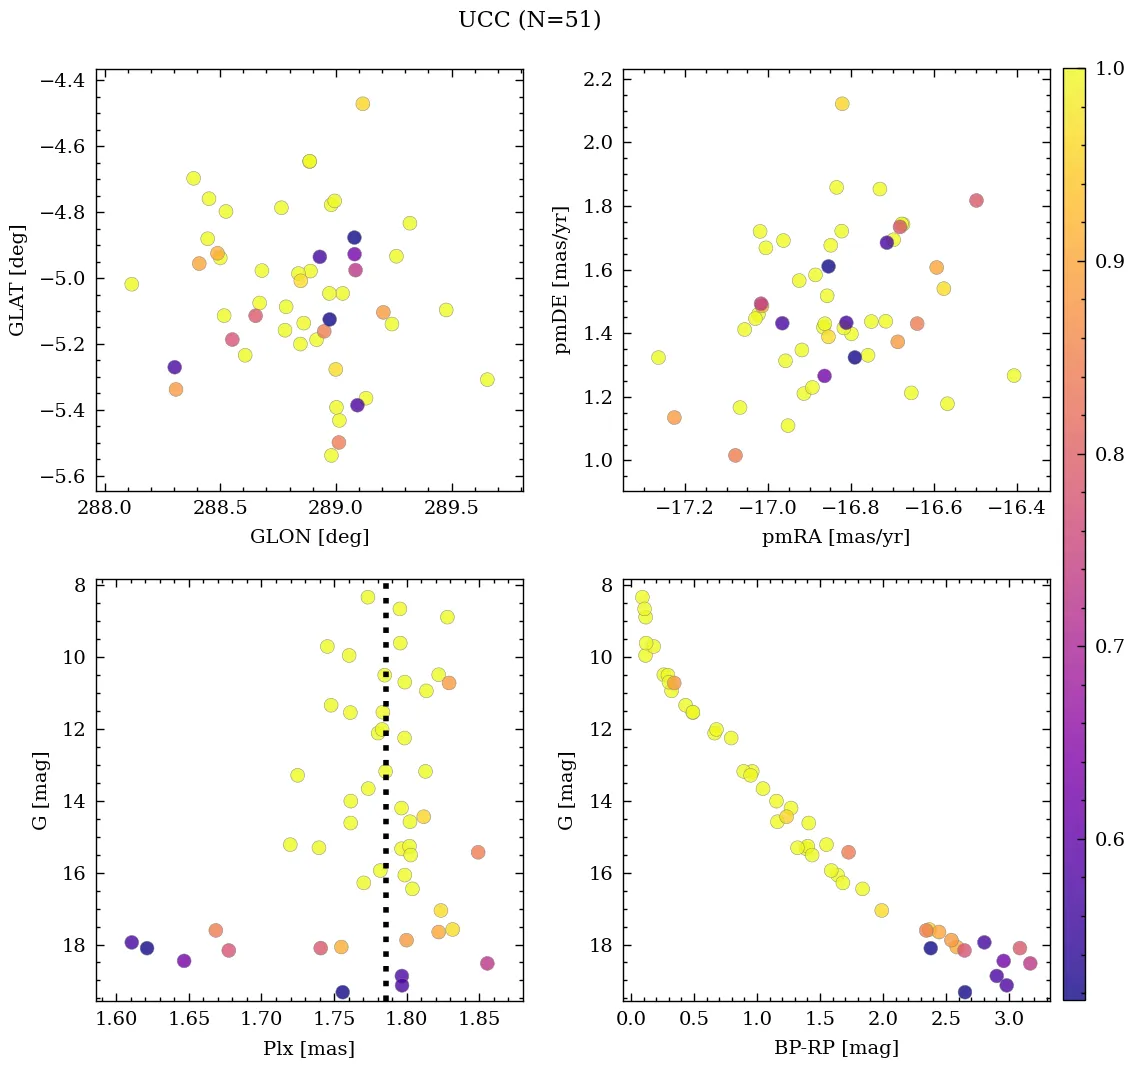 UCC (N=51)
−4.4
−4.6
−4.8
−5.0
−5.2
−5.4
−5.6
GLAT [deg]
288.0 288.5 289.0 289.5
GLON [deg]
2.2
2.0
1.8
1.6
1.4
1.2
1.0
pmDE [mas/yr]
−17.2 −17.0 −16.8 −16.6 −16.4
pmRA [mas/yr]
8
10
12
14
16
18
G [mag]
1.60 1.65 1.70 1.75 1.80 1.85
Plx [mas]
8
10
12
14
16
18
G [mag]
0.0 0.5 1.0 1.5 2.0 2.5 3.0
BP-RP [mag]
1.0
0.9
0.8
0.7
0.6